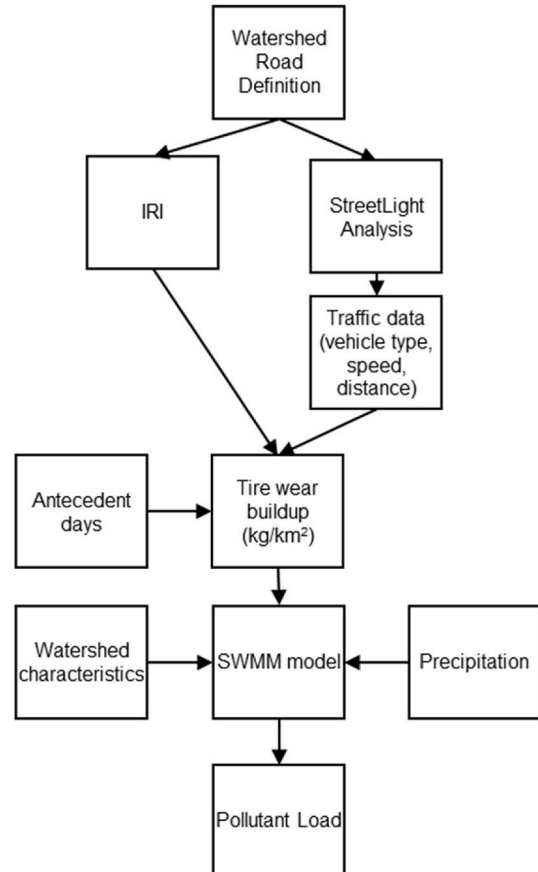 Watershed
Road
Definition
IRI
StreetLight
Analysis
Traffic data
(vehicle type,
speed,
distance)
Antecedent
days
Tire wear
buildup
(kg/km²)
Watershed
characteristics
SWMM model
Precipitation
Pollutant Load